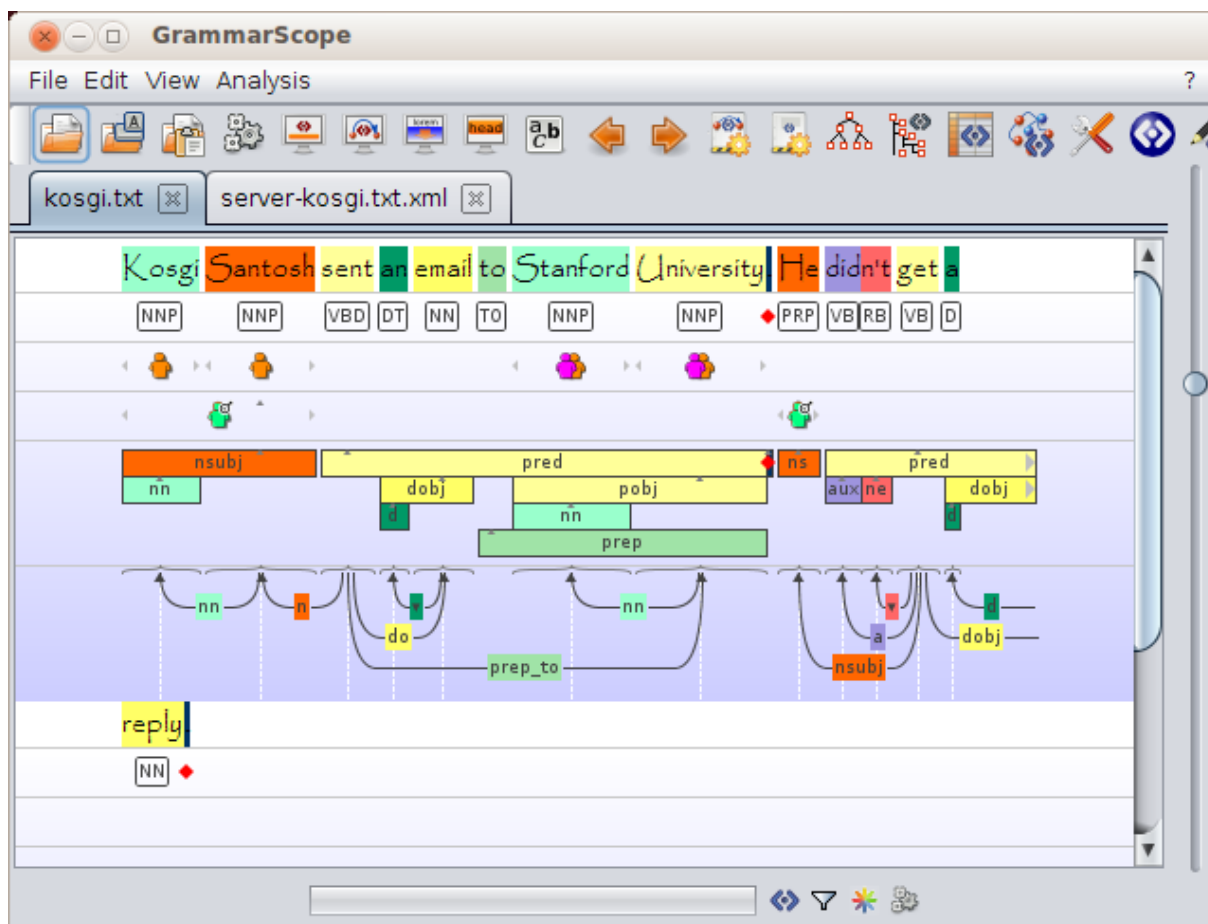 GrammarScope
File Edit View Analysis ?
A lorem head a b c
kosgi.txt server-kosgi.txt.xml
Kosgi Santosh sent an email to Stanford University. He didn't get a
NNP NNP VBD DT NN TO NNP NNP PRP VB RB VB D
nsubj pred ns pred
nn dobj pobj aux ne dobj
d nn d
prep
nn n nn d
do a dobj
prep_to nsubj
reply.
NN